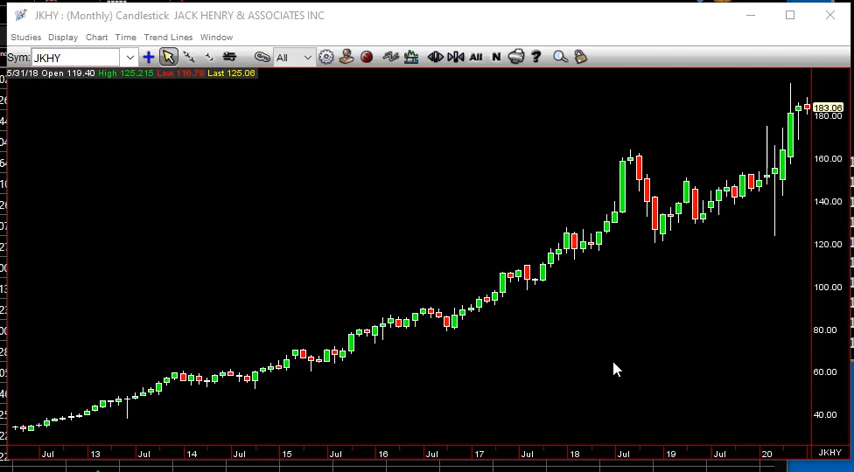 JKHY : (Monthly) Candlestick JACK HENRY & ASSOCIATES INC
Studies Display Chart Time Trend Lines Window
Sym: JKHY All All N ?
5/31/18 Open 119.40 High 125.215 Low 116.79 Last 125.06
183.06
180.00
160.00
140.00
120.00
100.00
80.00
60.00
40.00
Jul 13 Jul 14 Jul 15 Jul 16 Jul 17 Jul 18 Jul 19 Jul 20 JKHY